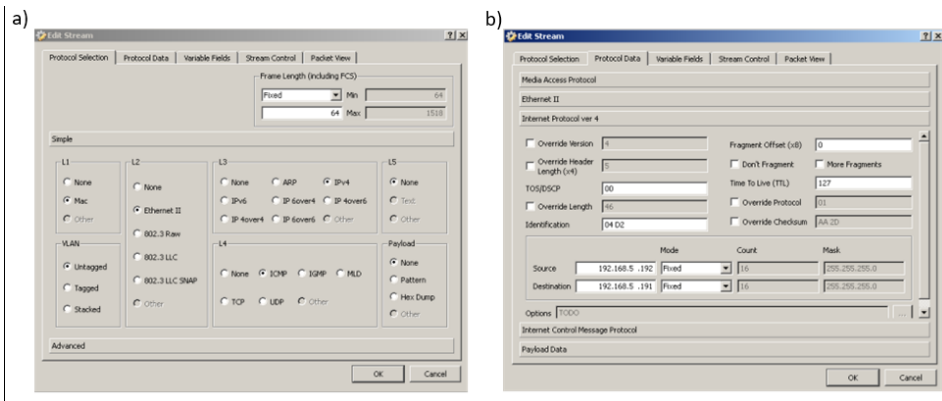 a)
Edit Stream
Protocol Selection Protocol Data Variable Fields Stream Control Packet View
Frame Length (including FCS)
Fixed Min 64
64 Max 1518
Simple
L1 L2 L3 L5
None None None ARP IPv4 None
Mac Ethernet II IPv6 IP 6over4 IP 4over6 Text
Other 802.3 Raw IP 4over4 IP 6over6 Other Other
VLAN 802.3 LLC L4 Payload
Untagged 802.3 LLC SNAP None ICMP IGMP MLD None
Tagged Other TCP UDP Other Pattern
Stacked Hex Dump
Other
Advanced
OK Cancel
b)
Edit Stream
Protocol Selection Protocol Data Variable Fields Stream Control Packet View
Media Access Protocol
Ethernet II
Internet Protocol ver 4
Override Version 4 Fragment Offset (x8) 0
Override Header Length (x4) 5 Don't Fragment More Fragments
TOS/DSCP 00 Time To Live (TTL) 127
Override Length 46 Override Protocol 01
Identification 04 D2 Override Checksum AA 2D
Mode Count Mask
Source 192.168.5 .192 Fixed 16 255.255.255.0
Destination 192.168.5 .191 Fixed 16 255.255.255.0
Options TODO ...
Internet Control Message Protocol
Payload Data
OK Cancel